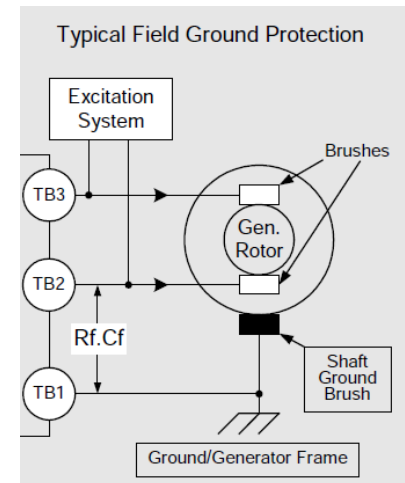 Typical Field Ground Protection
Excitation
System
Brushes
TB3
Gen.
Rotor
TB2
Rf.Cf
TB1
Shaft
Ground
Brush
Ground/Generator Frame